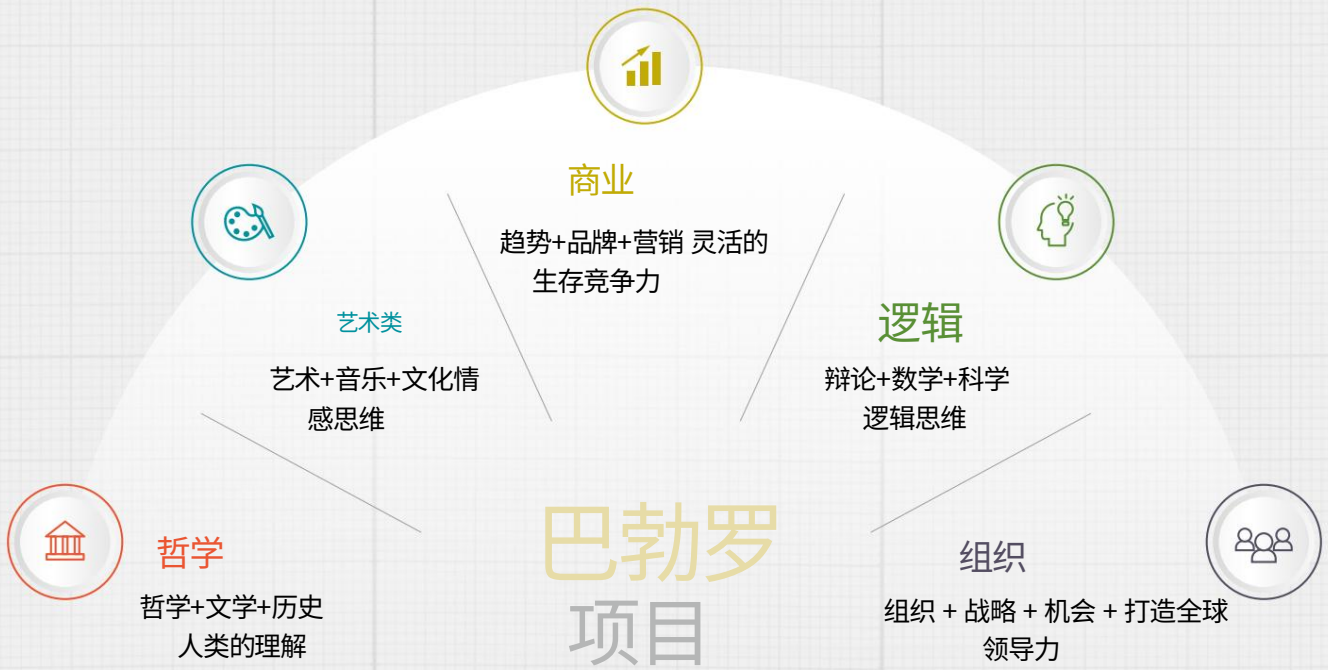 商业
趋势+品牌+营销 灵活的
生存竞争力
艺术类
艺术+音乐+文化情
感思维
逻辑
辩论+数学+科学
逻辑思维
哲学
哲学+文学+历史
人类的理解
巴勃罗
项目
组织
组织 + 战略 + 机会 + 打造全球
领导力